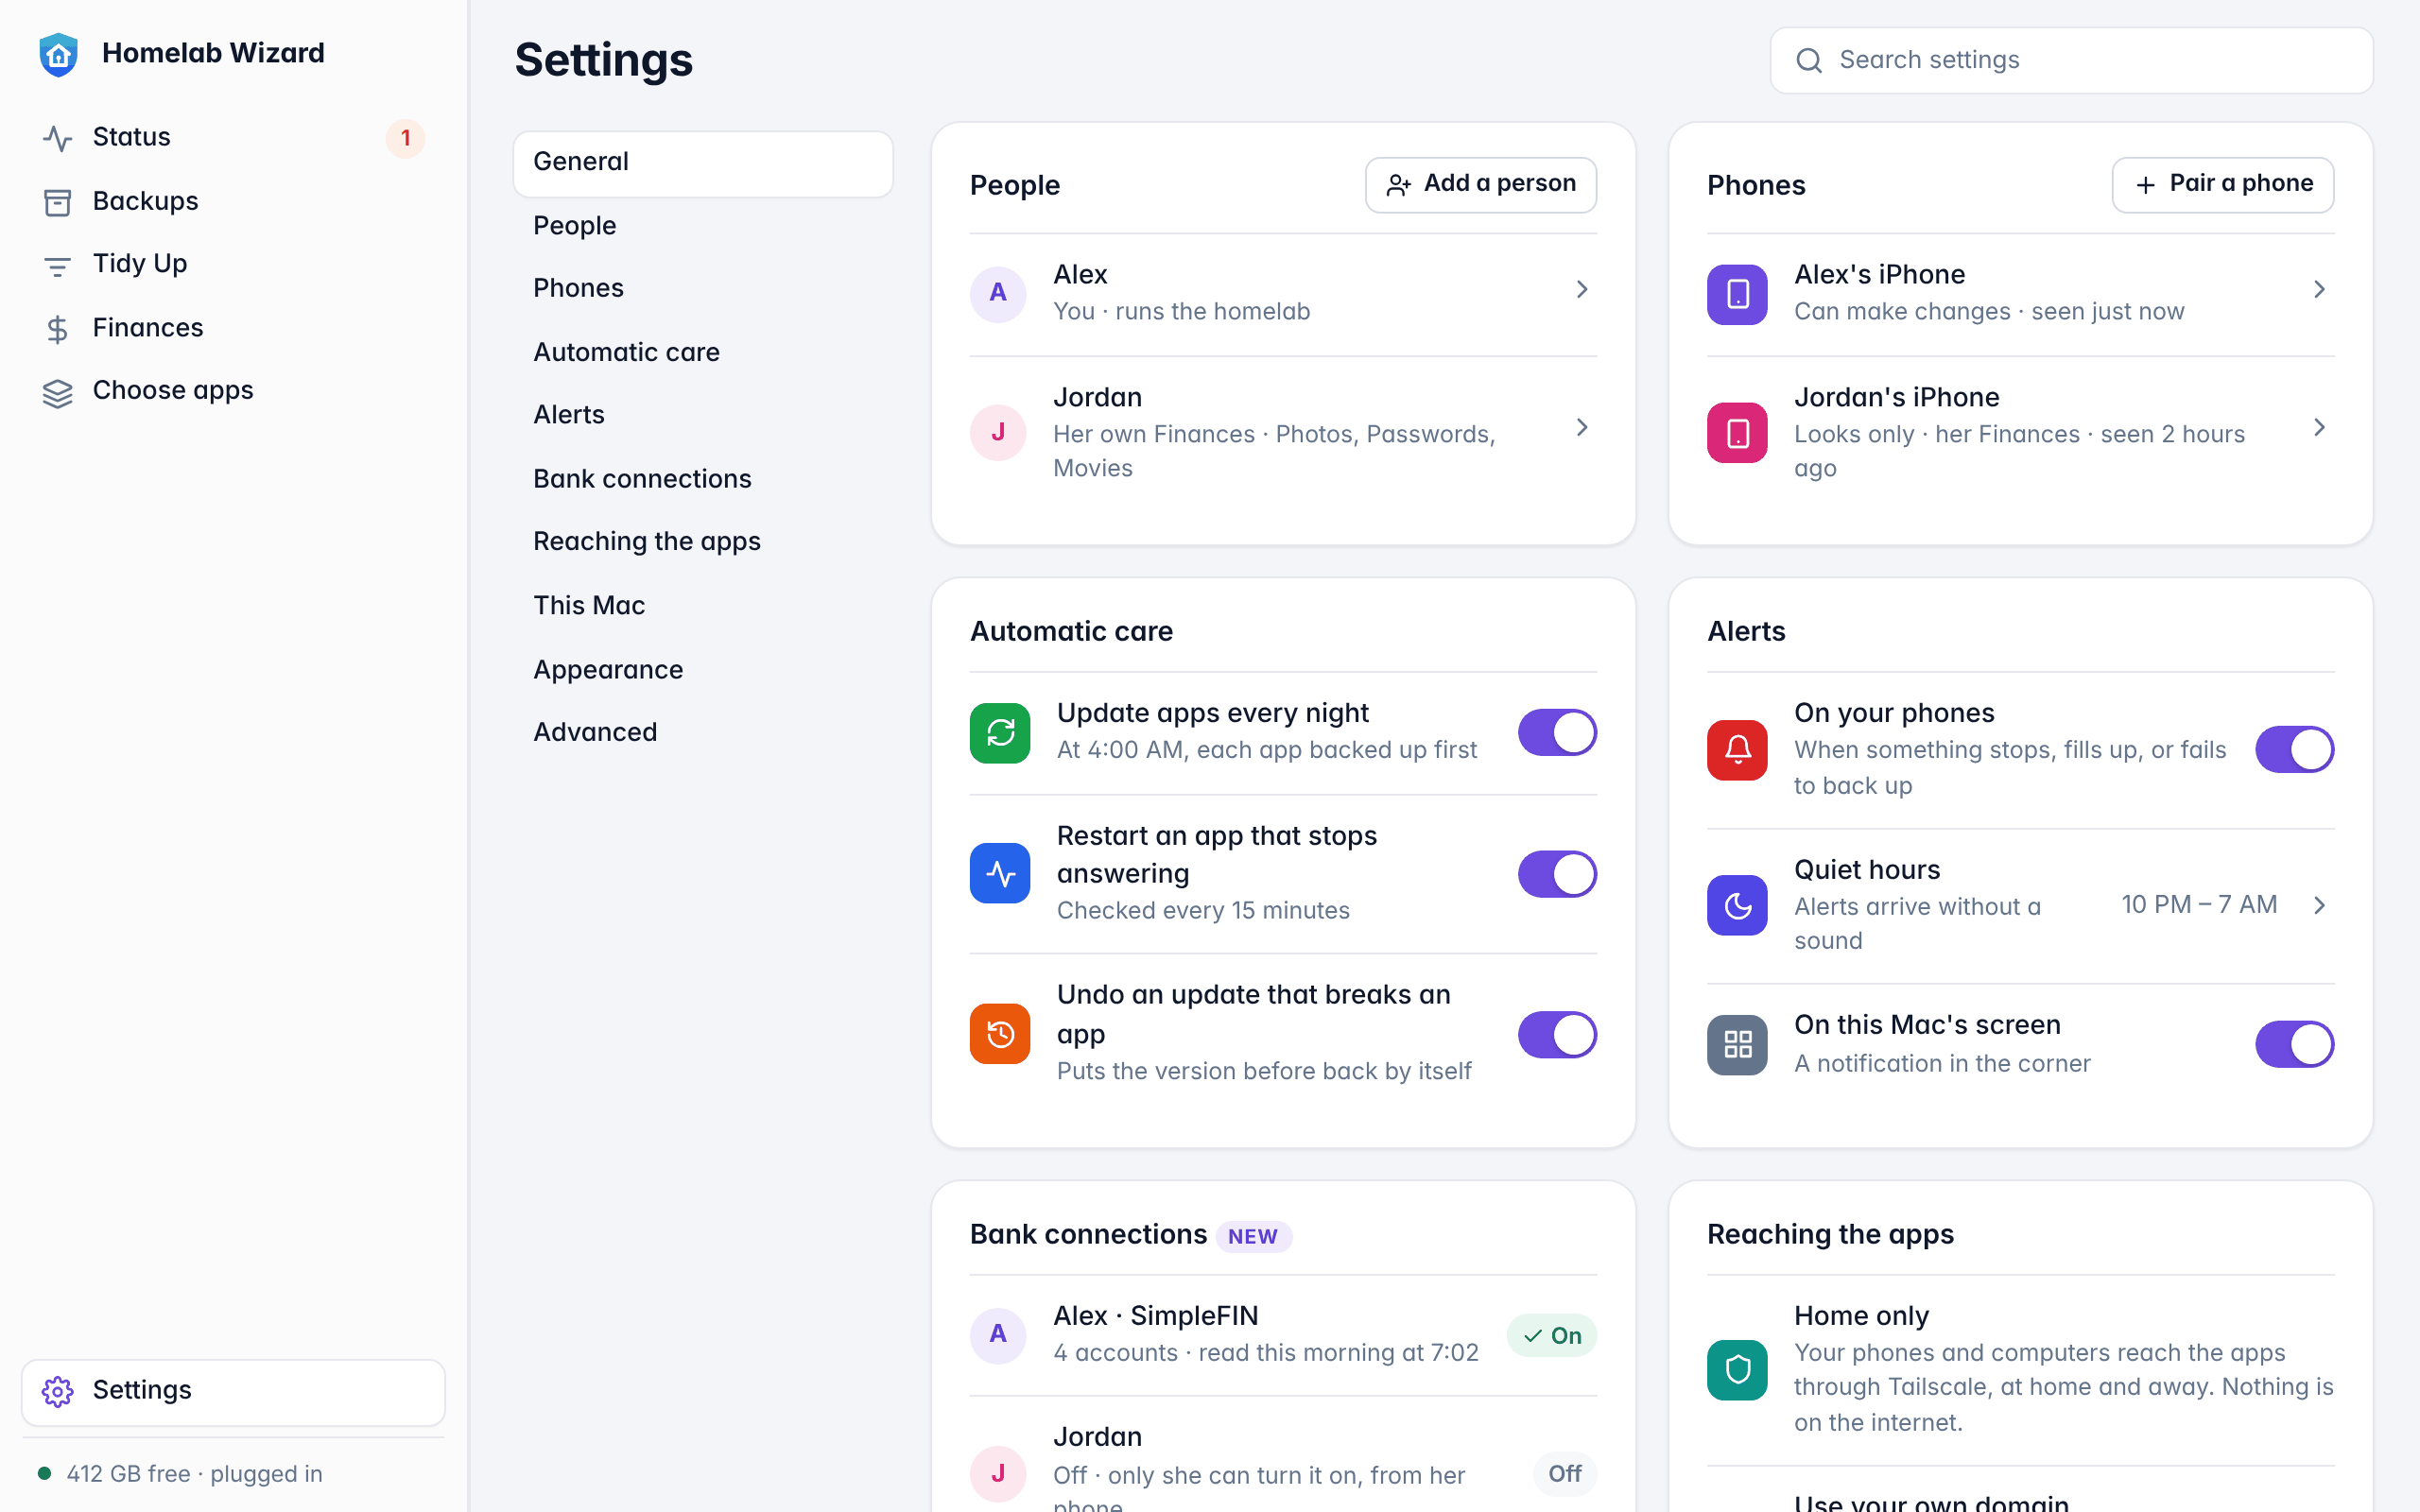 Homelab Wizard
Status
1
Backups
Tidy Up
Finances
Choose apps
Settings
412 GB free · plugged in
Settings
Search settings
General
People
Phones
Automatic care
Alerts
Bank connections
Reaching the apps
This Mac
Appearance
Advanced
People
Add a person
A
Alex
You · runs the homelab
J
Jordan
Her own Finances · Photos, Passwords,
Movies
Phones
Pair a phone
Alex's iPhone
Can make changes · seen just now
Jordan's iPhone
Looks only · her Finances · seen 2 hours
ago
Automatic care
Update apps every night
At 4:00 AM, each app backed up first
Restart an app that stops
answering
Checked every 15 minutes
Undo an update that breaks an
app
Puts the version before back by itself
Alerts
On your phones
When something stops, fills up, or fails
to back up
Quiet hours
Alerts arrive without a
sound
10 PM – 7 AM
On this Mac's screen
A notification in the corner
Bank connections NEW
A
Alex · SimpleFIN
4 accounts · read this morning at 7:02
On
J
Jordan
Off · only she can turn it on, from her
phone
Off
Reaching the apps
Home only
Your phones and computers reach the apps
through Tailscale, at home and away. Nothing is
on the internet.
Use your own domain